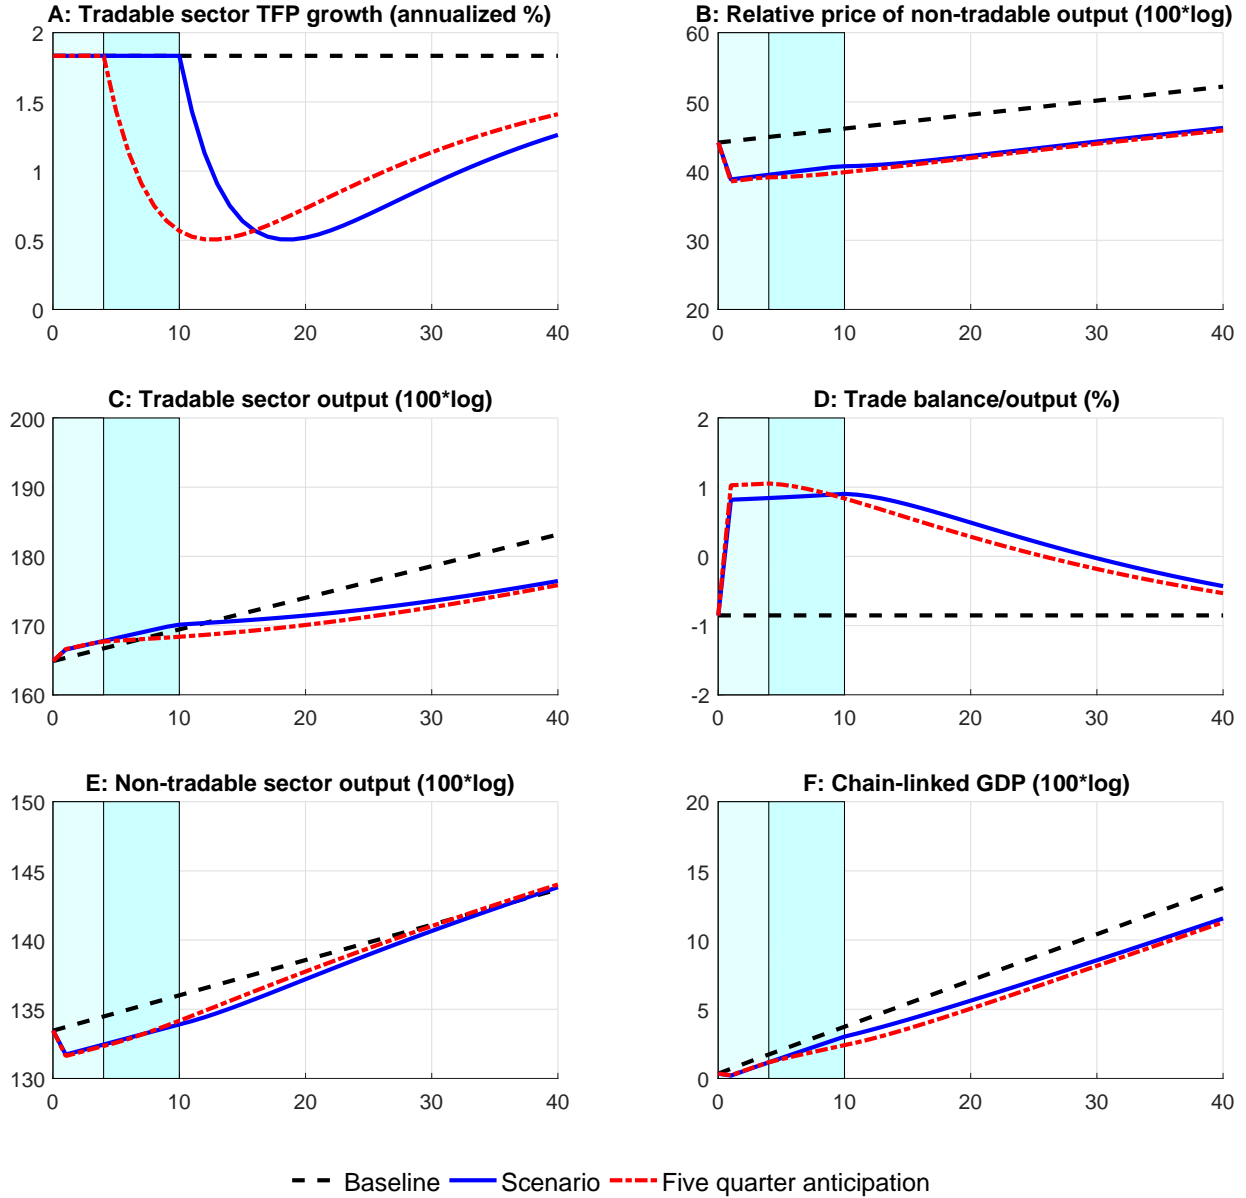 A: Tradable sector TFP growth (annualized %)
2
1.5
1
0.5
0
0 10 20 30 40
B: Relative price of non-tradable output (100*log)
60
50
40
30
20
0 10 20 30 40
C: Tradable sector output (100*log)
200
190
180
170
160
0 10 20 30 40
D: Trade balance/output (%)
2
1
0
-1
-2
0 10 20 30 40
E: Non-tradable sector output (100*log)
150
145
140
135
130
0 10 20 30 40
F: Chain-linked GDP (100*log)
20
15
10
5
0
0 10 20 30 40
Baseline Scenario Five quarter anticipation